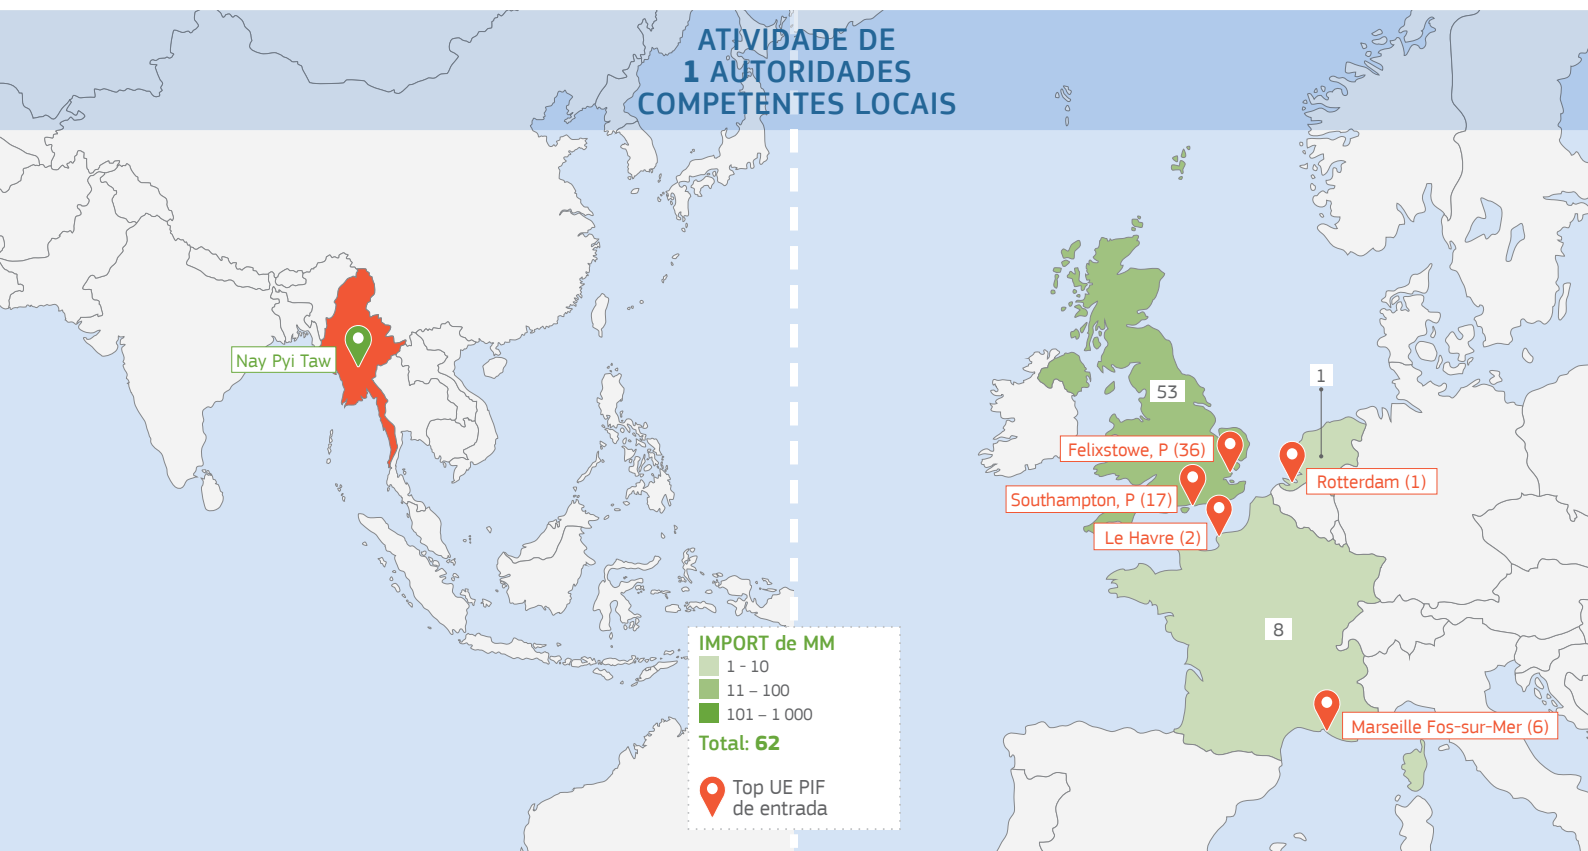 ATIVIDADE DE
1 AUTORIDADES
COMPETENTES LOCAIS
Nay Pyi Taw
53
1
Felixstowe, P (36)
Rotterdam (1)
Southampton, P (17)
Le Havre (2)
8
Marseille Fos-sur-Mer (6)
IMPORT de MM
1 - 10
11 – 100
101 – 1 000
Total: 62
Top UE PIF
de entrada